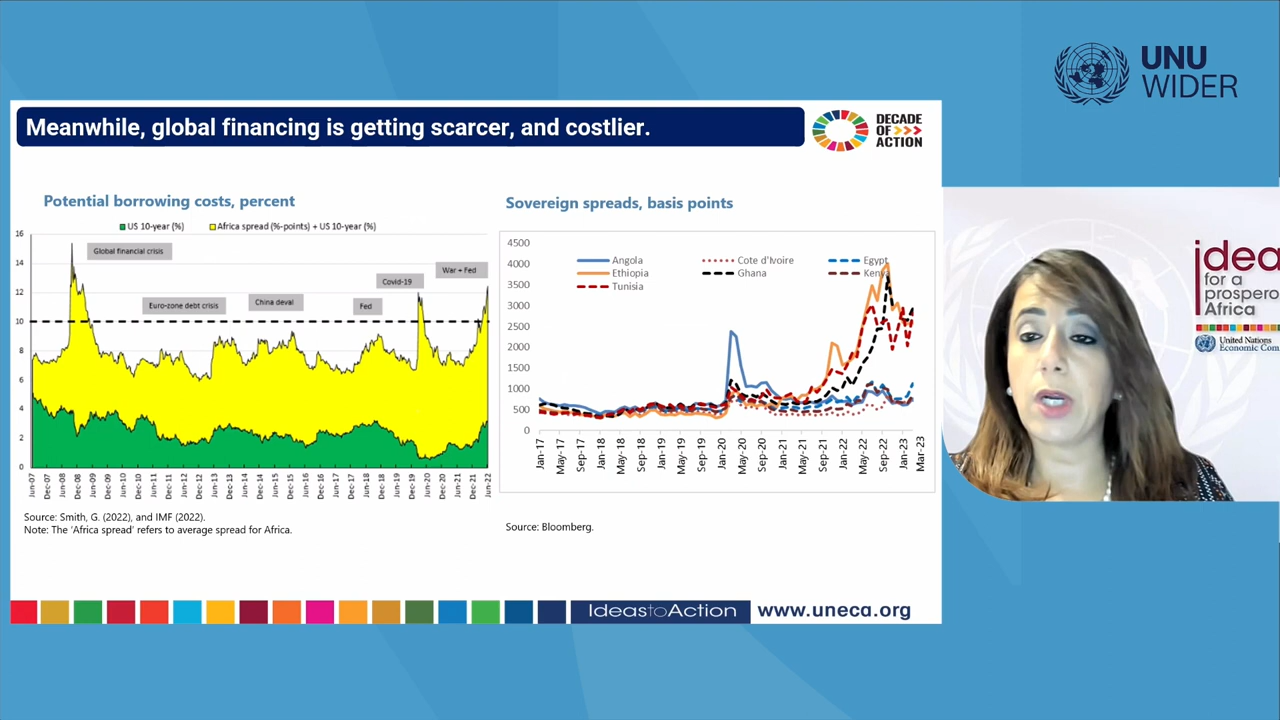 UNU
WIDER
Meanwhile, global financing is getting scarcer, and costlier.
DECADE
OF >>>
ACTION
Potential borrowing costs, percent
US 10-year (%)
Africa spread (%-points) + US 10-year (%)
16
14
12
10
8
6
4
2
0
Global financial crisis
Euro-zone debt crisis
China deval
Fed
Covid-19
War + Fed
Jun-07
Dec-07
Jun-08
Dec-08
Jun-09
Dec-09
Jun-10
Dec-10
Jun-11
Dec-11
Jun-12
Dec-12
Jun-13
Dec-13
Jun-14
Dec-14
Jun-15
Dec-15
Jun-16
Dec-16
Jun-17
Dec-17
Jun-18
Dec-18
Jun-19
Dec-19
Jun-20
Dec-20
Jun-21
Dec-21
Jun-22
Source: Smith, G. (2022), and IMF (2022).
Note: The ‘Africa spread’ refers to average spread for Africa.
Sovereign spreads, basis points
4500
4000
3500
3000
2500
2000
1500
1000
500
0
Angola
Cote d'Ivoire
Egypt
Ethiopia
Ghana
Kenya
Tunisia
Jan-17
May-17
Sep-17
Jan-18
May-18
Sep-18
Jan-19
May-19
Sep-19
Jan-20
May-20
Sep-20
Jan-21
May-21
Sep-21
Jan-22
May-22
Sep-22
Jan-23
Mar-23
Source: Bloomberg.
IdeastoAction
www.uneca.org
idea
for a
prospero
Africa
United Nations
Economic Com